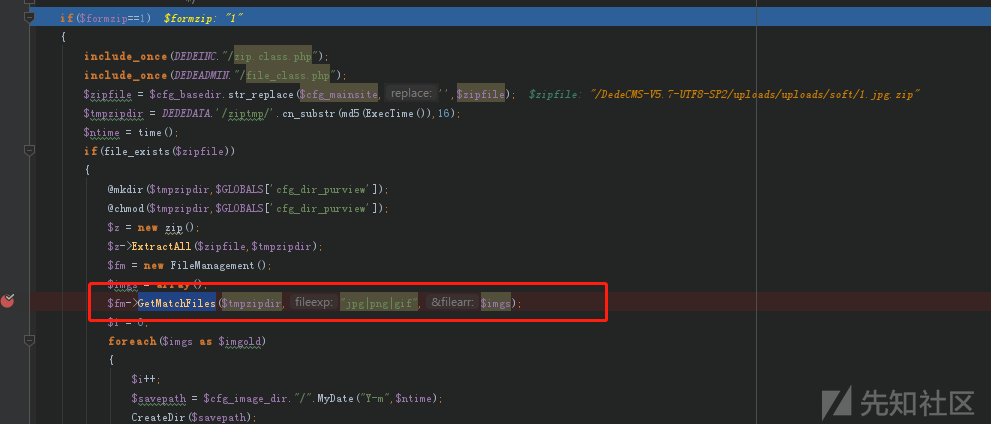 if($formzip==1) $formzip: "1"
{
include_once(DEDEINC."/zip.class.php");
include_once(DEDEADMIN."/file_class.php");
$zipfile = $cfg_basedir.str_replace($cfg_mainsite, replace: '',$zipfile); $zipfile: "/DedeCMS-V5.7-UTF8-SP2/uploads/uploads/soft/1.jpg.zip"
$tmpzipdir = DEDEDATA.'/ziptmp/'.cn_substr(md5(ExecTime()),16);
$ntime = time();
if(file_exists($zipfile))
{
@mkdir($tmpzipdir,$GLOBALS['cfg_dir_purview']);
@chmod($tmpzipdir,$GLOBALS['cfg_dir_purview']);
$z = new zip();
$z->ExtractAll($zipfile,$tmpzipdir);
$fm = new FileManagement();
$imgs = array();
$fm->GetMatchFiles($tmpzipdir, fileexp: "jpg|png|gif", &filearr: $imgs);
$i = 0;
foreach($imgs as $imgold)
{
$i++;
$savepath = $cfg_image_dir."/".MyDate("Y-m",$ntime);
CreateDir($savepath);
先知社区